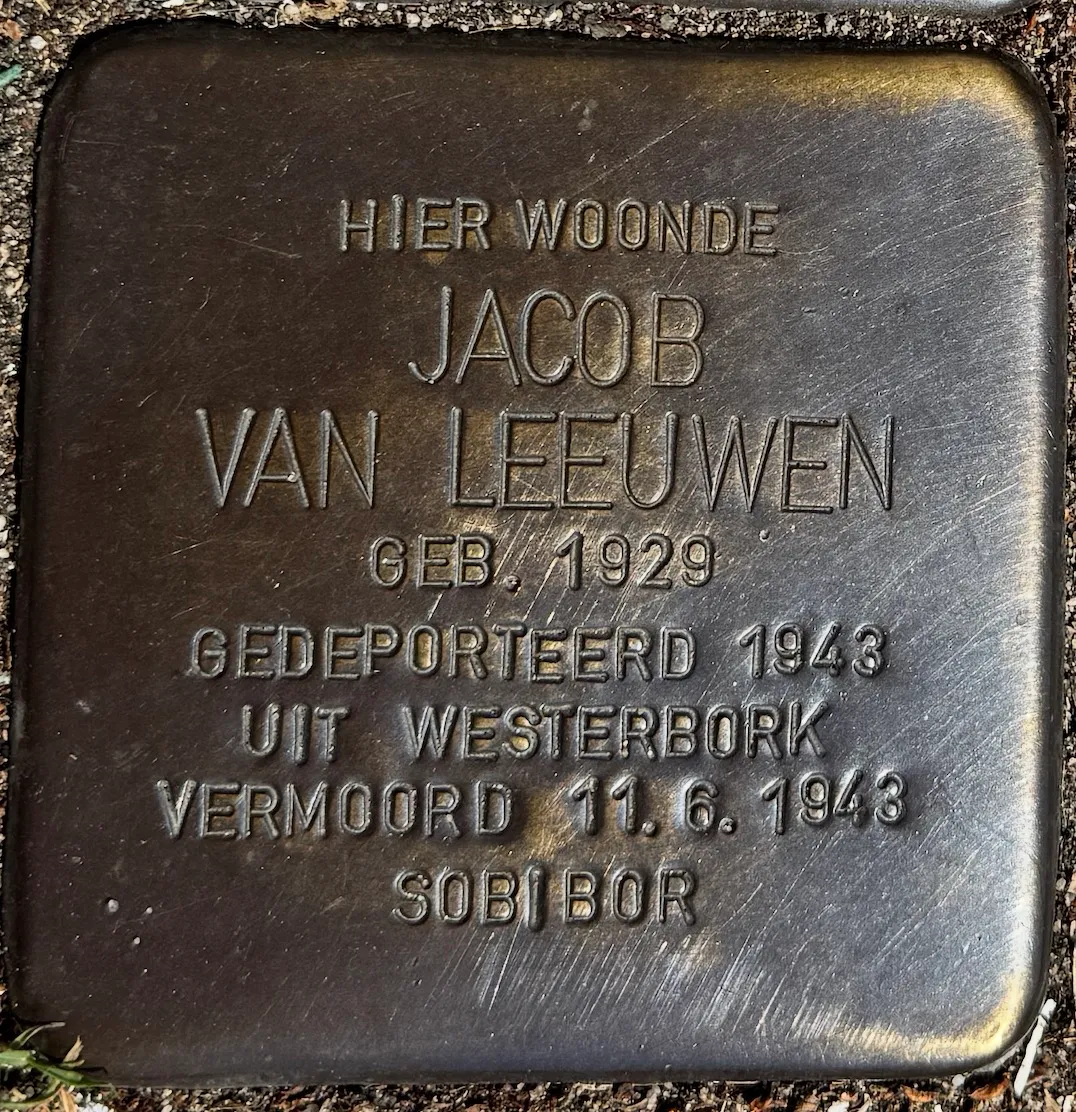 HIER WOONDE
JACOB
VAN LEEUWEN
GEB. 1929
GEDEPORTEERD 1943
UIT WESTERBORK
VERMOORD 11.6.1943
SOBIBOR